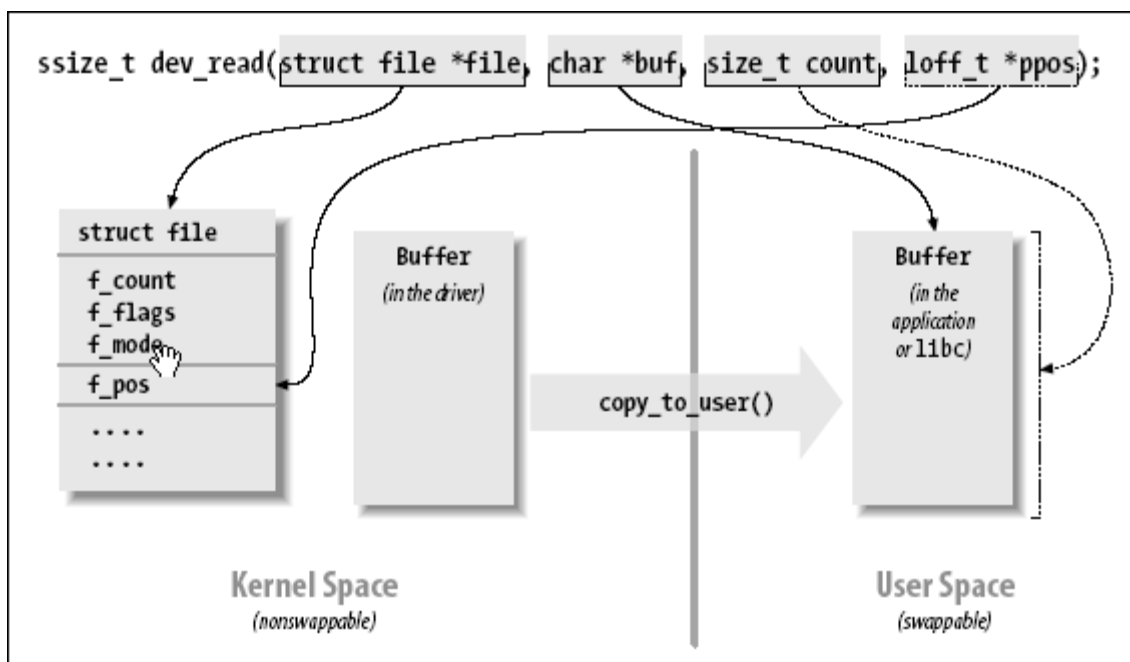 ssize_t dev_read(struct file *file, char *buf, size_t count, loff_t *ppos);
struct file
f_count
f_flags
f_mode
f_pos
....
....
Buffer
(in the driver)
copy_to_user()
Buffer
(in the
application
or libc)
Kernel Space
(nonswappable)
User Space
(swappable)